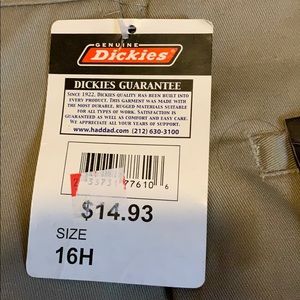 GENUINE
Dickies
DICKIES GUARANTEE
SINCE 1922, DICKIES QUALITY HAS BEEN BUILT INTO
EVERY PRODUCT. THIS GARMENT WAS MADE WITH
THE MOST DURABLE, RUGGED MATERIALS SUITABLE
FOR ALL TYPES OF WORK. SATISFACTION IS
GUARANTEED AS WELL AS COMFORT AND EASY CARE.
WE APPRECIATE ALL YOUR YEARS OF SUPPORT.
www.haddad.com (212) 630-3100
77610 6
$14.93
SIZE
16H